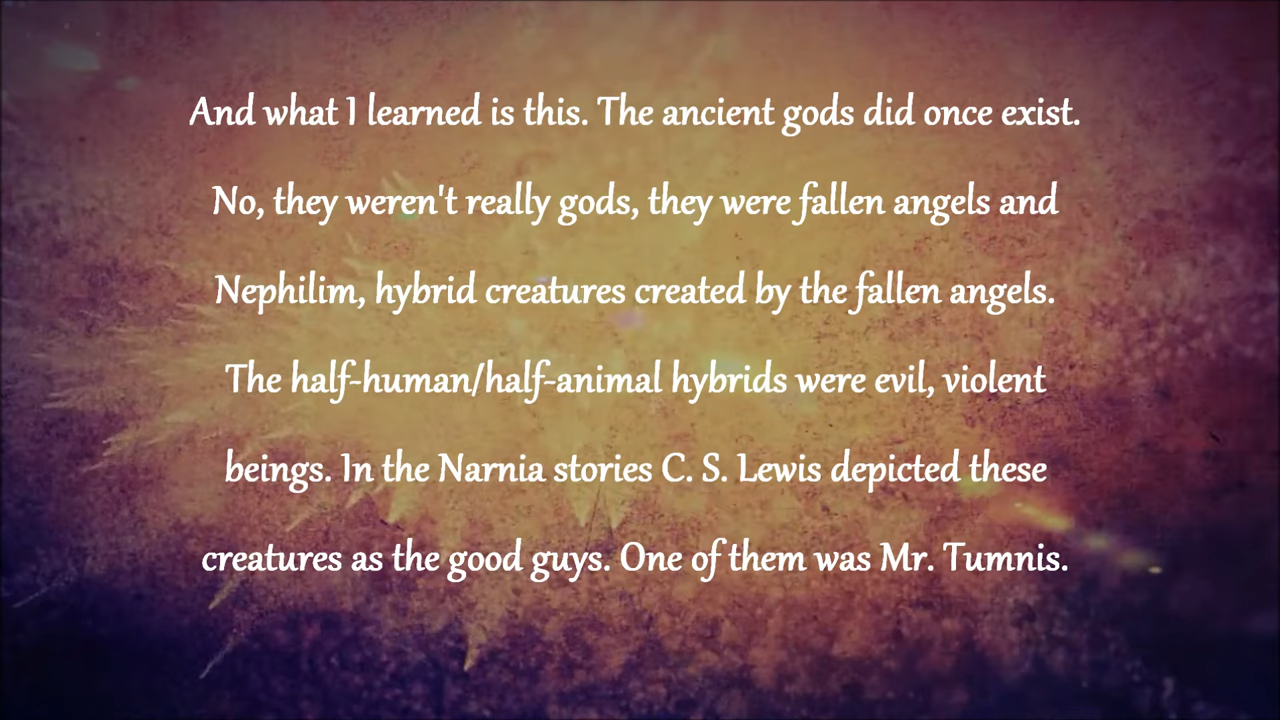 And what I learned is this. The ancient gods did once exist.
No, they weren't really gods, they were fallen angels and
Nephilim, hybrid creatures created by the fallen angels.
The half-human/half-animal hybrids were evil, violent
beings. In the Narnia stories C. S. Lewis depicted these
creatures as the good guys. One of them was Mr. Tumnis.